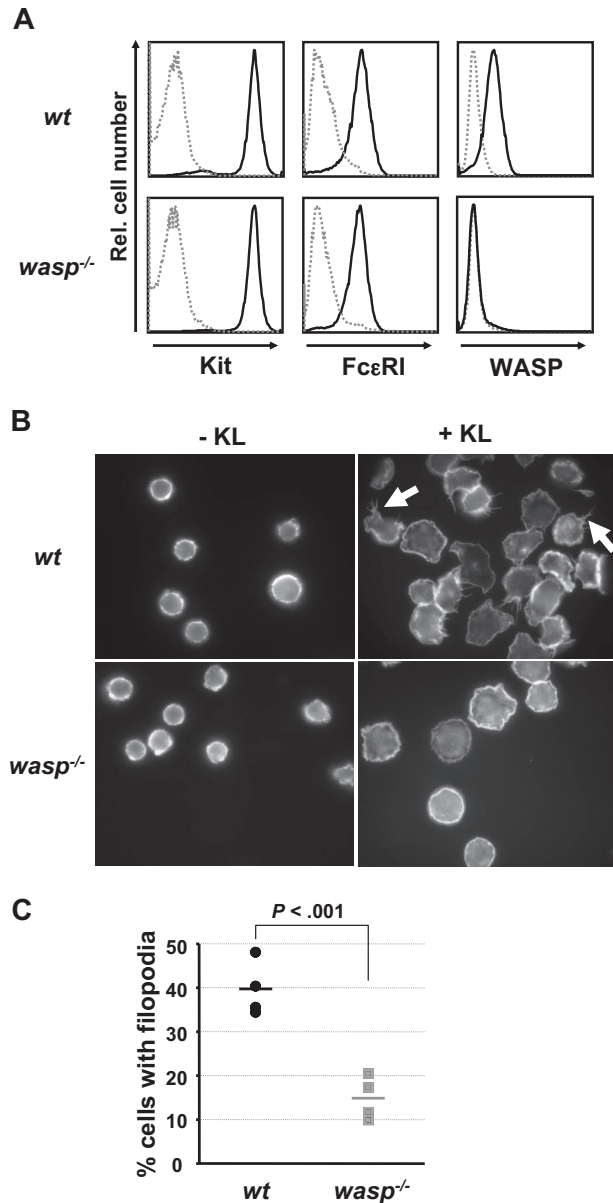 A
wt
wasp-/-
Rel. cell number
Kit
FcεRI
WASP
B
- KL
+ KL
wt
wasp-/-
C
P < .001
% cells with filopodia
50
40
30
20
10
0
wt
wasp-/-